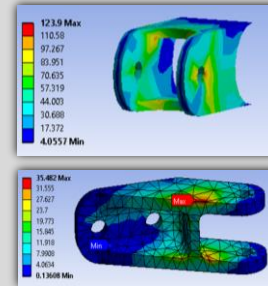 123.9 Max
110.58
97.267
83.951
70.635
57.319
44.003
30.688
17.372
4.0557 Min
35.482 Max
31.555
27.627
23.7
19.773
15.845
11.918
7.9908
4.0634
0.13608 Min
Max
Min